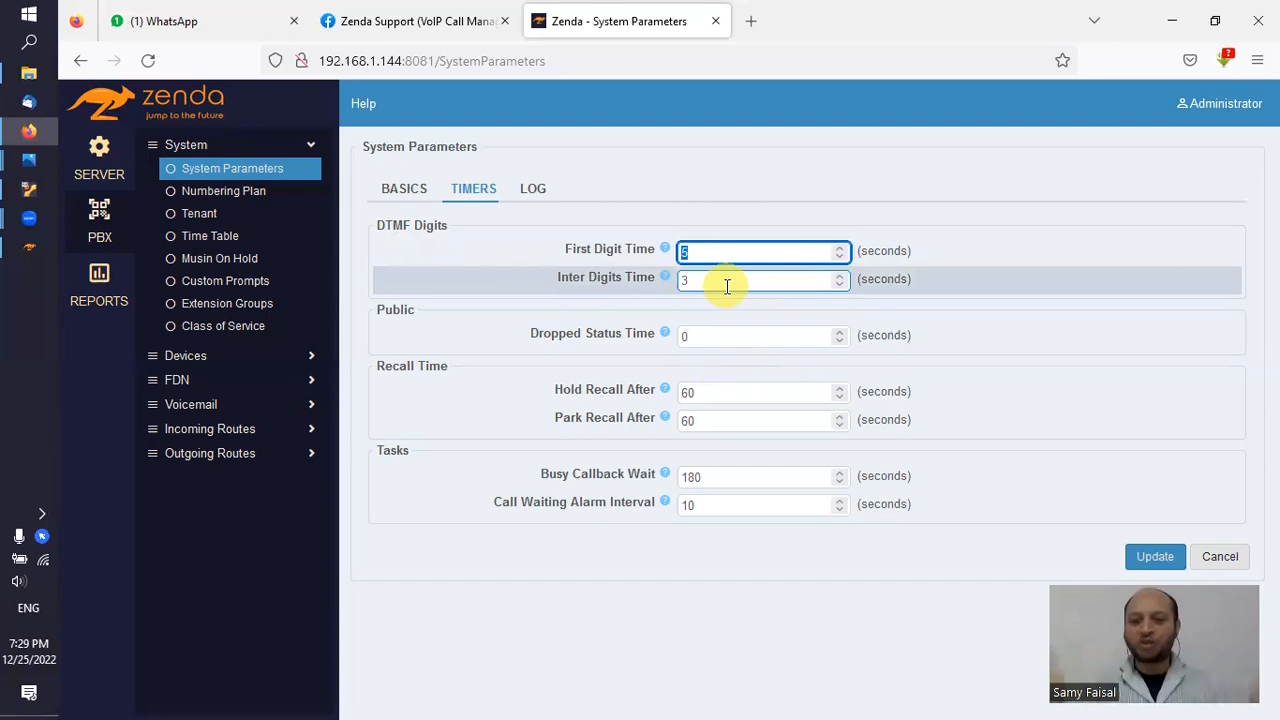 (1) WhatsApp
Zenda Support (VoIP Call Mana
Zenda - System Parameters
192.168.1.144:8081/SystemParameters
zenda
jump to the future
Help
Administrator
SERVER
PBX
REPORTS
System
System Parameters
Numbering Plan
Tenant
Time Table
Musin On Hold
Custom Prompts
Extension Groups
Class of Service
Devices
FDN
Voicemail
Incoming Routes
Outgoing Routes
System Parameters
BASICS TIMERS LOG
DTMF Digits
First Digit Time 5 (seconds)
Inter Digits Time 3 (seconds)
Public
Dropped Status Time 0 (seconds)
Recall Time
Hold Recall After 60 (seconds)
Park Recall After 60 (seconds)
Tasks
Busy Callback Wait 180 (seconds)
Call Waiting Alarm Interval 10 (seconds)
Update Cancel
ENG
7:29 PM
12/25/2022
Samy Faisal